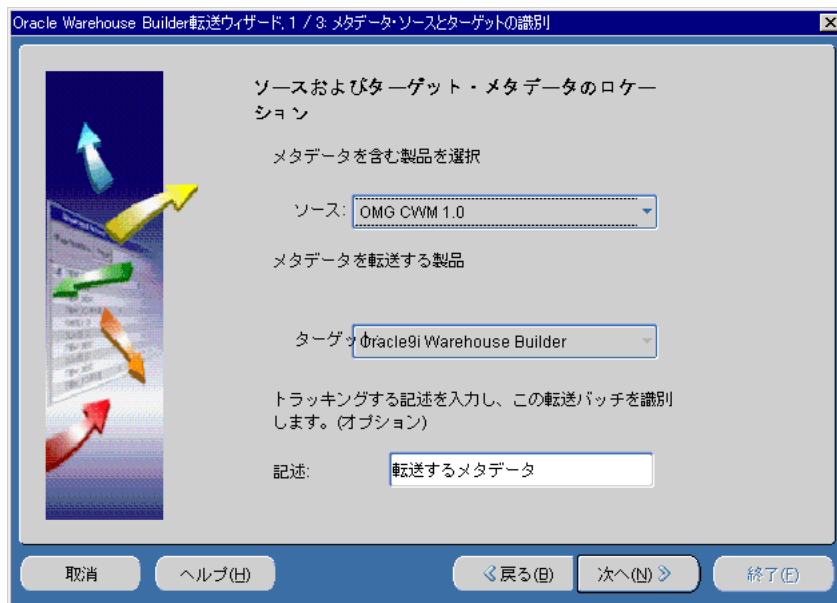 Oracle Warehouse Builder転送ウィザード, 1 / 3: メタデータ・ソースとターゲットの識別
ソースおよびターゲット・メタデータのロケー
ション
メタデータを含む製品を選択
ソース: OMG CWM 1.0
メタデータを転送する製品
ターゲット: Oracle9i Warehouse Builder
トラッキングする記述を入力し、この転送バッチを識別
します。(オプション)
記述: 転送するメタデータ
取消 ヘルプ(H) 戻る(B) 次へ(N) 終了(F)